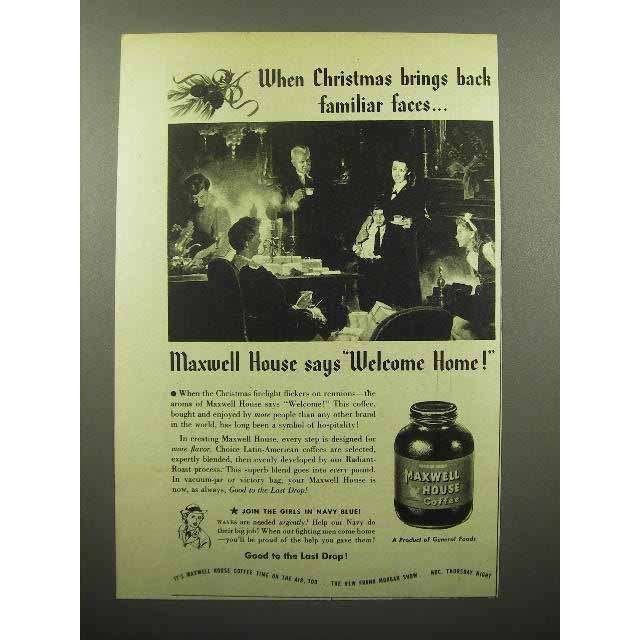 When Christmas brings back
familiar faces...
Maxwell House says "Welcome Home!"
● When the Christmas firelight flickers on reunions—the
aroma of Maxwell House says "Welcome!" This coffee,
bought and enjoyed by more people than any other brand
in the world, has long been a symbol of hospitality!
In creating Maxwell House, every step is designed for
more flavor. Choice Latin-American coffees are selected,
expertly blended, then evenly developed by our Radiant-
Roast process. This superb blend goes into every pound.
In vacuum-jar or victory bag, your Maxwell House is
now, as always, Good to the Last Drop!
MAXWELL
HOUSE
Coffee
A Product of General Foods
★ JOIN THE GIRLS IN NAVY BLUE!
WAVES are needed urgently! Help our Navy do
their big job! When our fighting men come home
—you'll be proud of the help you gave them!
Good to the Last Drop!
IT'S MAXWELL HOUSE COFFEE TIME ON THE AIR, TOO . THE NEW FRANK MORGAN SHOW . NBC, THURSDAY NIGHT